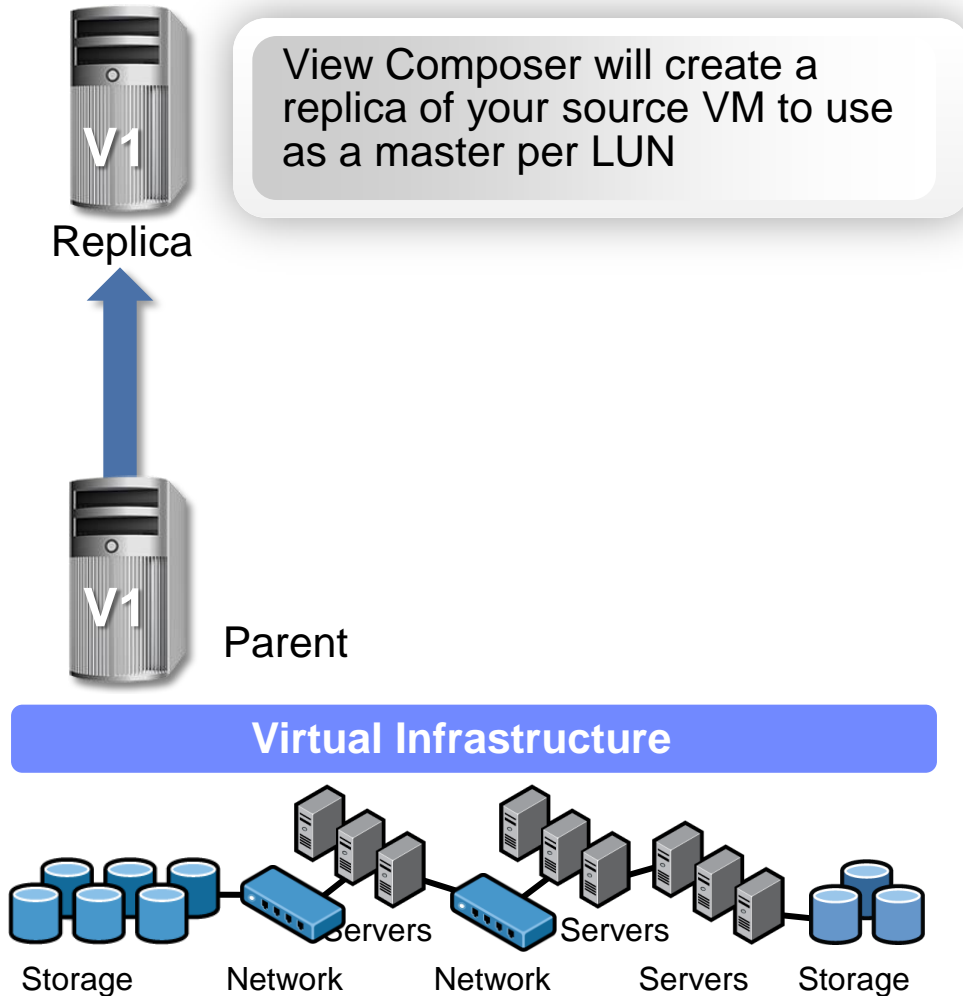 V1
View Composer will create a
replica of your source VM to use
as a master per LUN
Replica
V1
Parent
Virtual Infrastructure
Servers
Servers
Storage
Network
Network
Servers
Storage